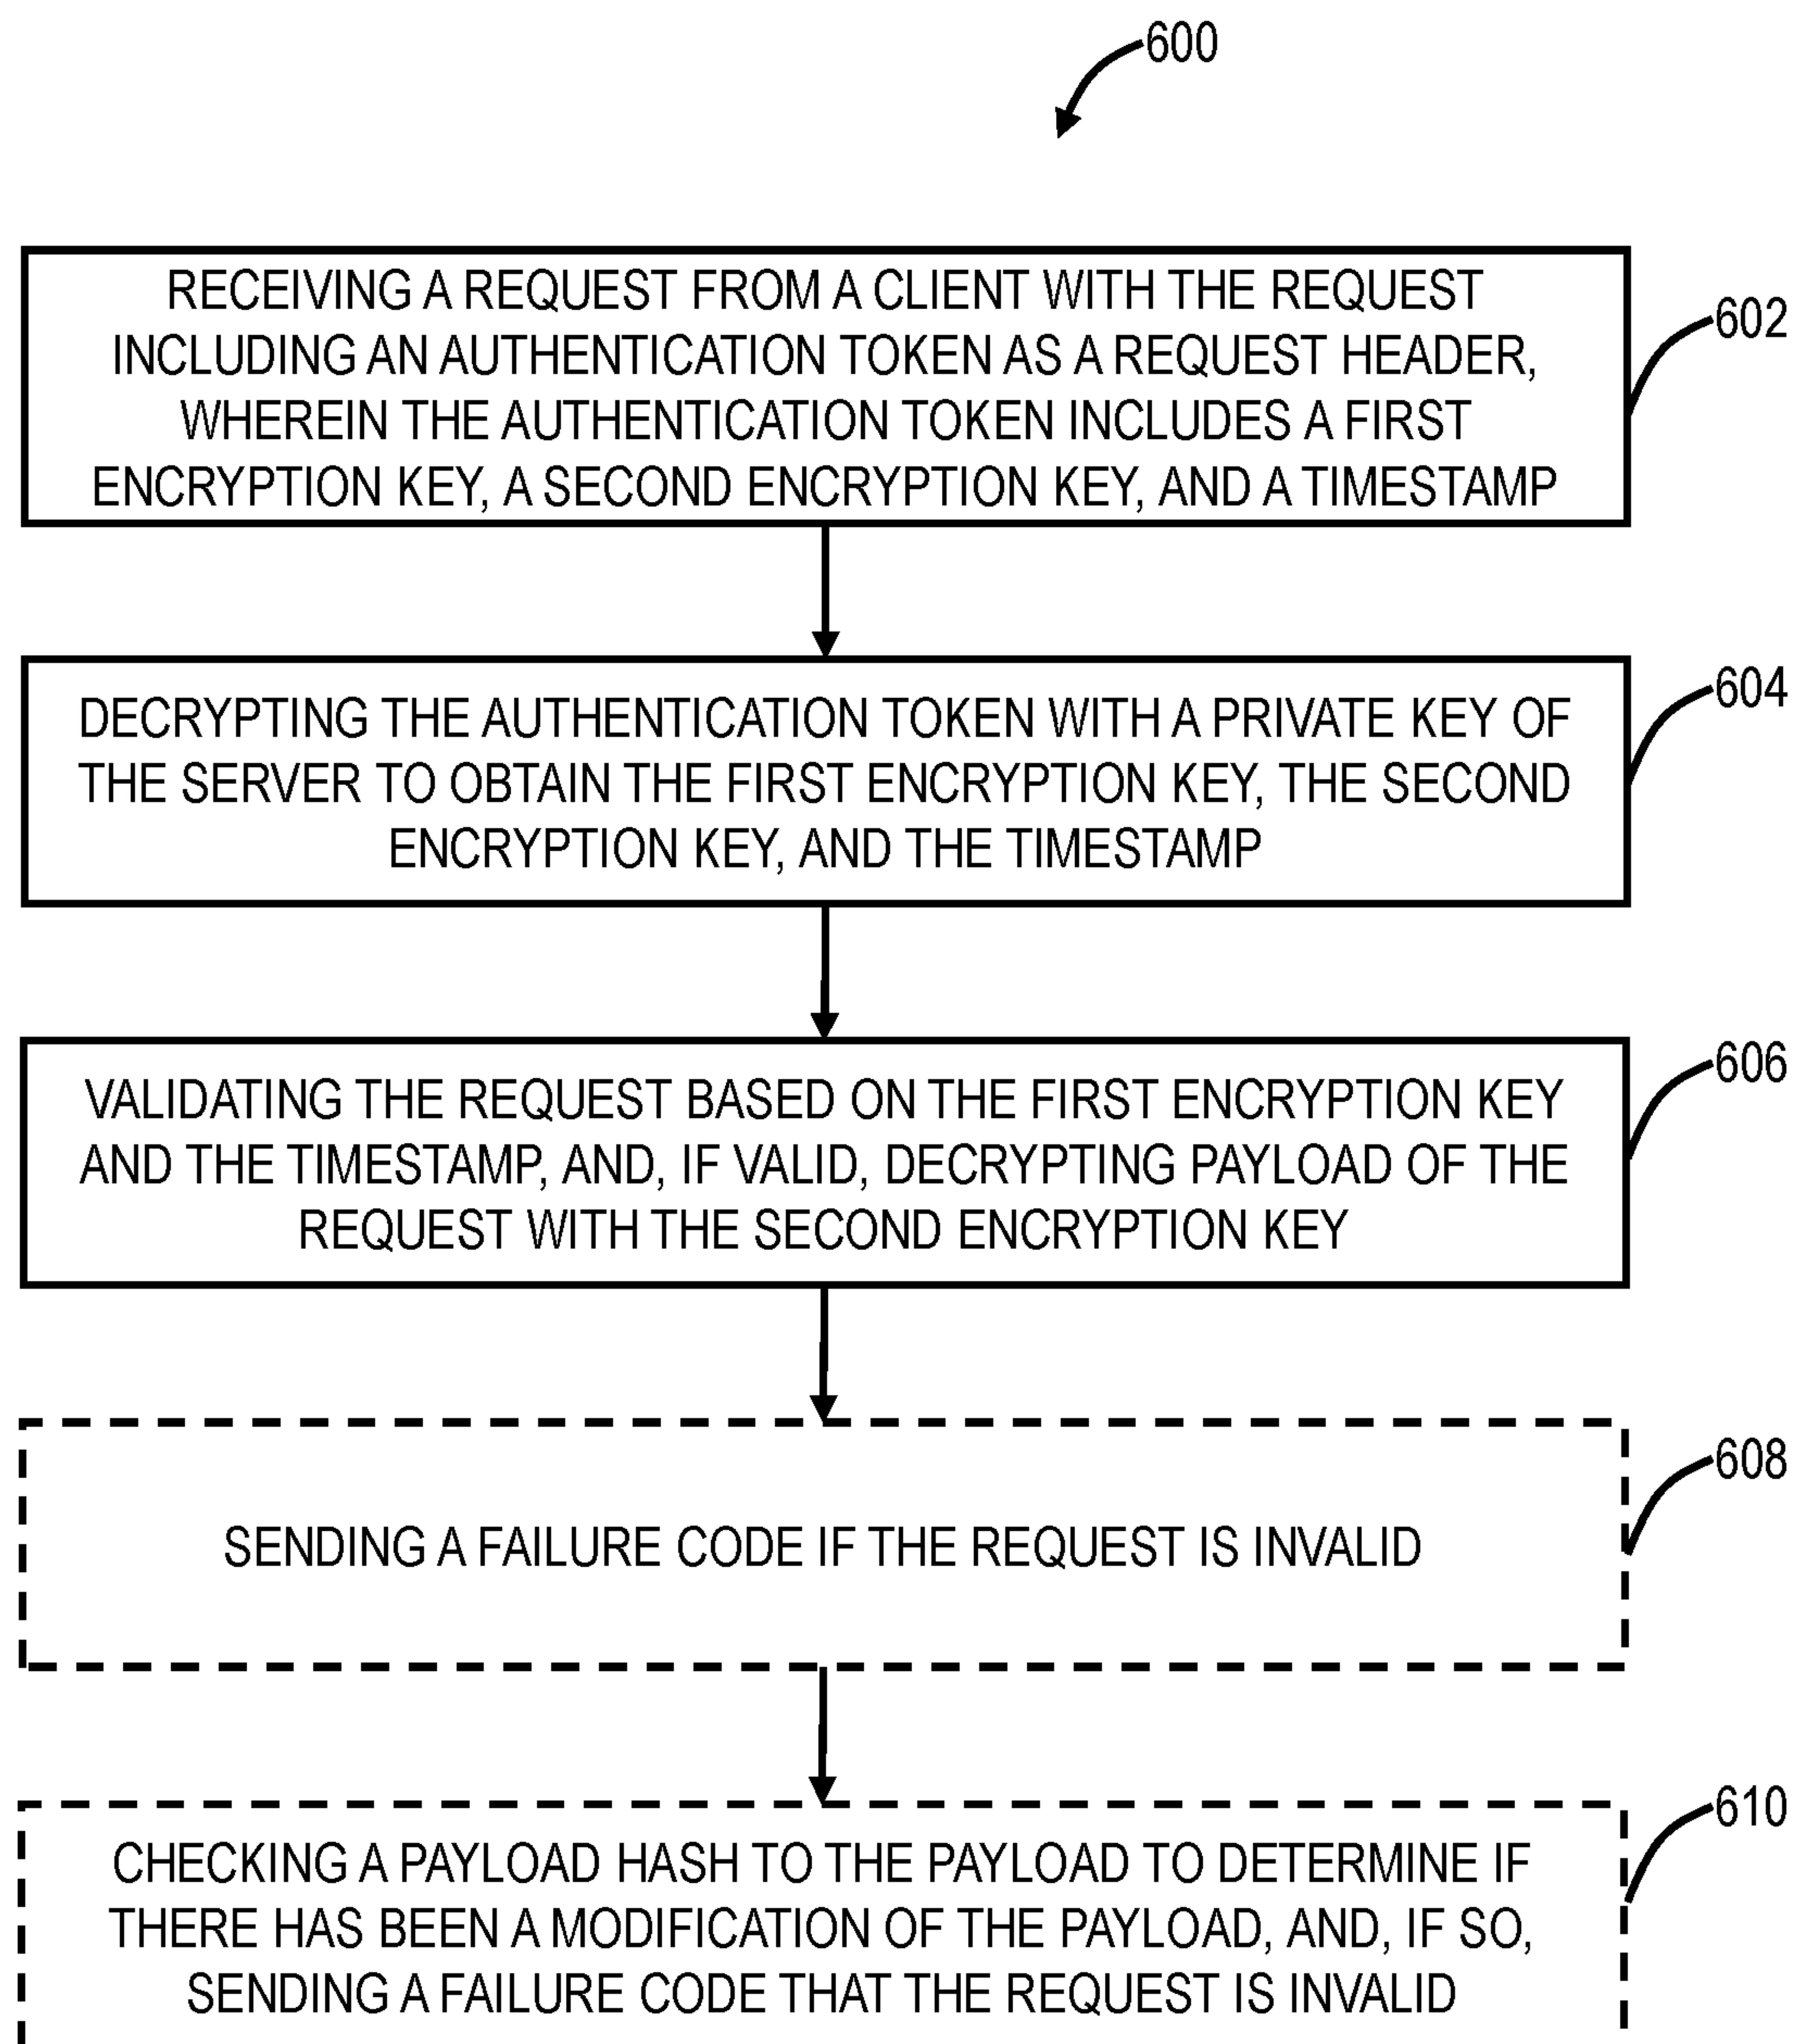 600
RECEIVING A REQUEST FROM A CLIENT WITH THE REQUEST
INCLUDING AN AUTHENTICATION TOKEN AS A REQUEST HEADER,
WHEREIN THE AUTHENTICATION TOKEN INCLUDES A FIRST
ENCRYPTION KEY, A SECOND ENCRYPTION KEY, AND A TIMESTAMP
602
DECRYPTING THE AUTHENTICATION TOKEN WITH A PRIVATE KEY OF
THE SERVER TO OBTAIN THE FIRST ENCRYPTION KEY, THE SECOND
ENCRYPTION KEY, AND THE TIMESTAMP
604
VALIDATING THE REQUEST BASED ON THE FIRST ENCRYPTION KEY
AND THE TIMESTAMP, AND, IF VALID, DECRYPTING PAYLOAD OF THE
REQUEST WITH THE SECOND ENCRYPTION KEY
606
SENDING A FAILURE CODE IF THE REQUEST IS INVALID
608
CHECKING A PAYLOAD HASH TO THE PAYLOAD TO DETERMINE IF
THERE HAS BEEN A MODIFICATION OF THE PAYLOAD, AND, IF SO,
SENDING A FAILURE CODE THAT THE REQUEST IS INVALID
610